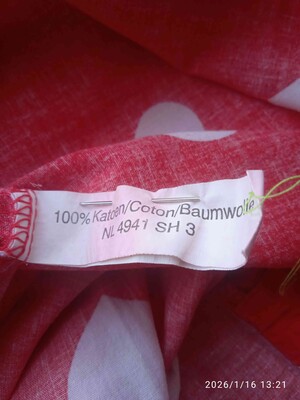 100% Katoen/Coton/Baumwolle
NL 4941 SH 3
2026/1/16 13:21